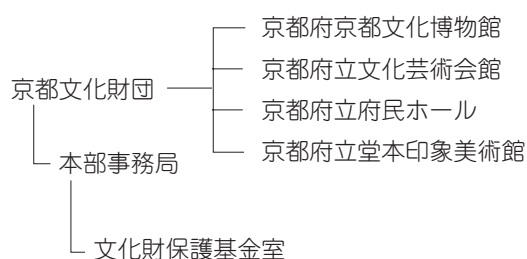 京都府京都文化博物館
京都府立文化芸術会館
京都文化財団
京都府立府民ホール
京都府立堂本印象美術館
本部事務局
文化財保護基金室